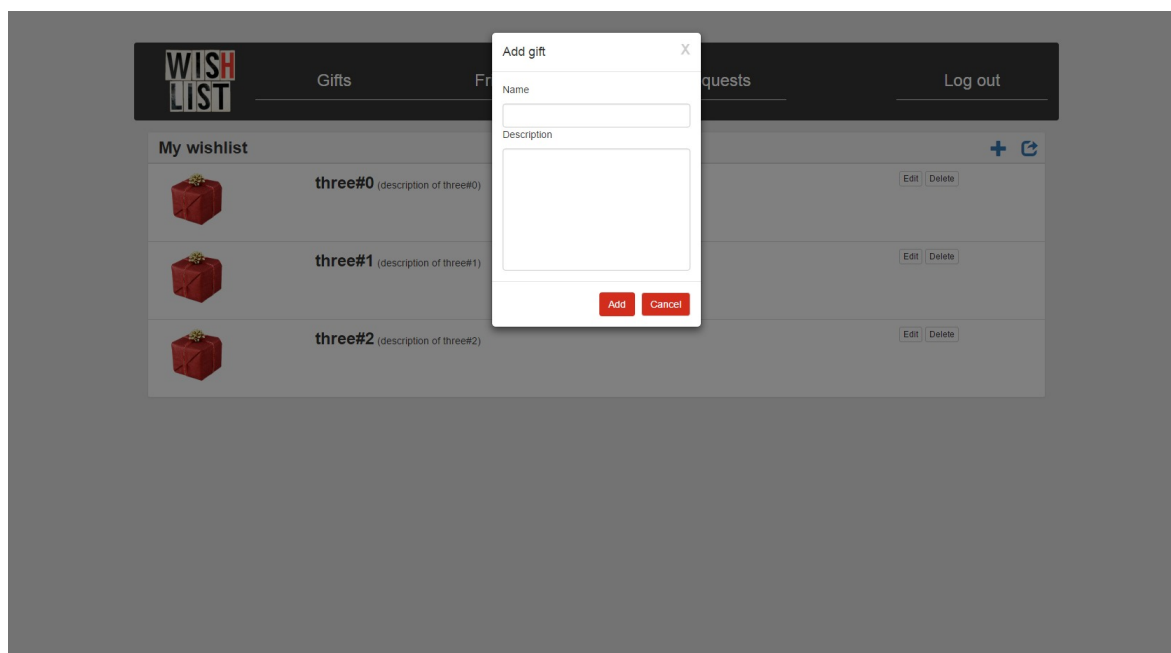 Add gift X
WISH
LIST
Gifts Fr quests Log out
Name
My wishlist
Description
three#0 (description of three#0) Edit Delete
three#1 (description of three#1) Edit Delete
Add Cancel
three#2 (description of three#2) Edit Delete